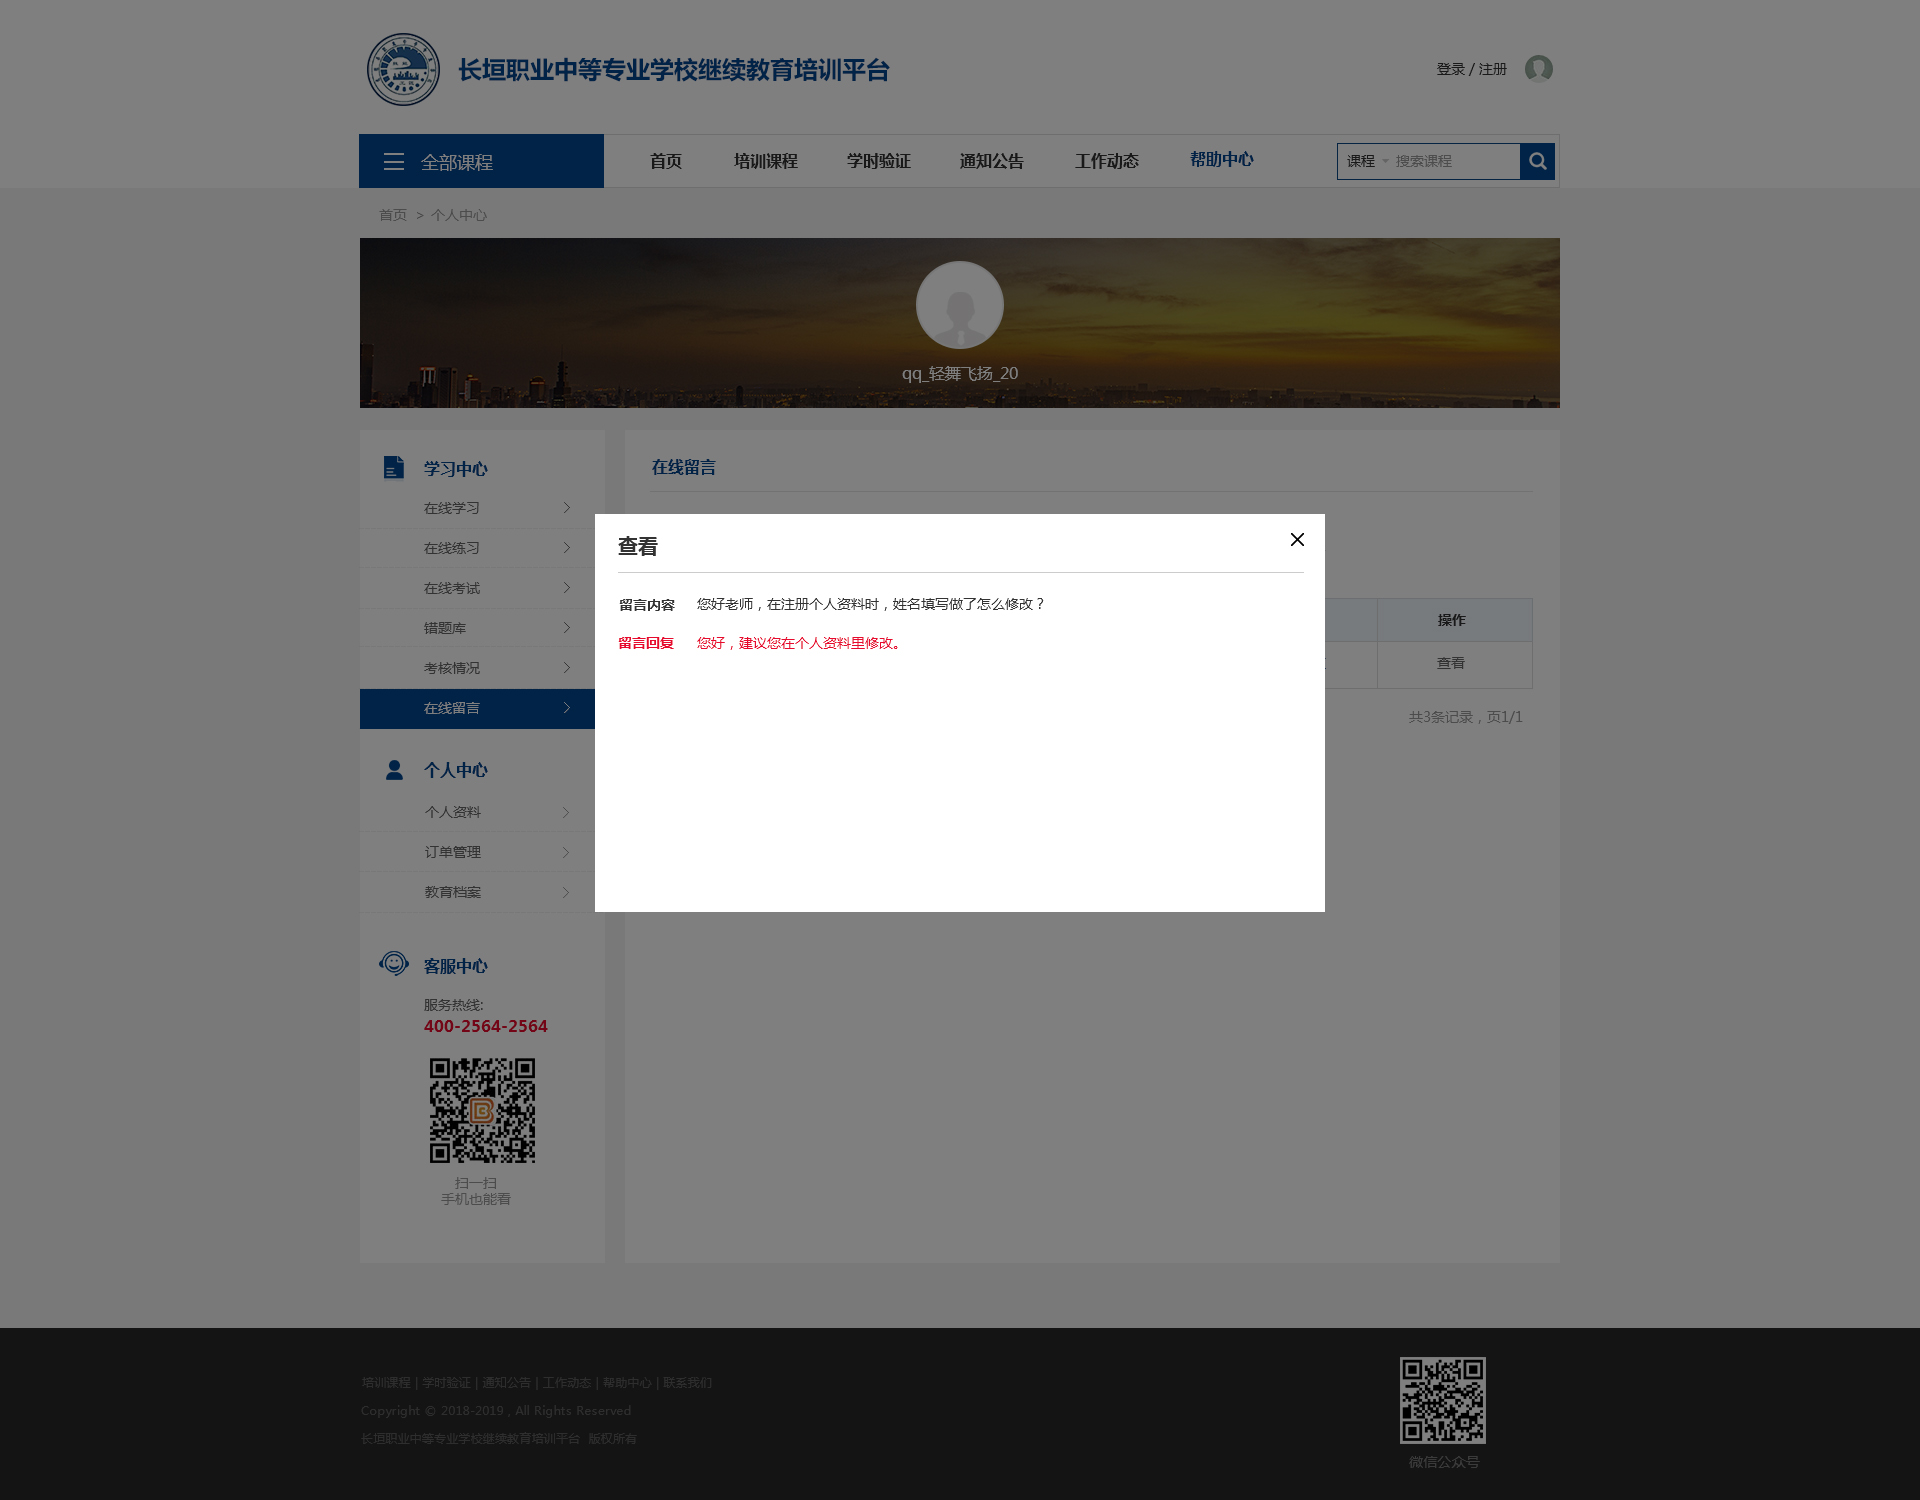 长垣职业中等专业学校继续教育培训平台
登录 / 注册
全部课程
首页
培训课程
学时验证
通知公告
工作动态
帮助中心
课程
搜索课程
首页 > 个人中心
qq_轻舞飞扬_20
学习中心
在线学习
在线练习
在线考试
错题库
考核情况
在线留言
个人中心
个人资料
订单管理
教育档案
客服中心
服务热线:
400-2564-2564
扫一扫
手机也能看
在线留言
查看
留言内容 您好老师，在注册个人资料时，姓名填写做了怎么修改？
留言回复 您好，建议您在个人资料里修改。
操作
查看
共3条记录，页1/1
培训课程 | 学时验证 | 通知公告 | 工作动态 | 帮助中心 | 联系我们
Copyright © 2018-2019 , All Rights Reserved
长垣职业中等专业学校继续教育培训平台 版权所有
微信公众号